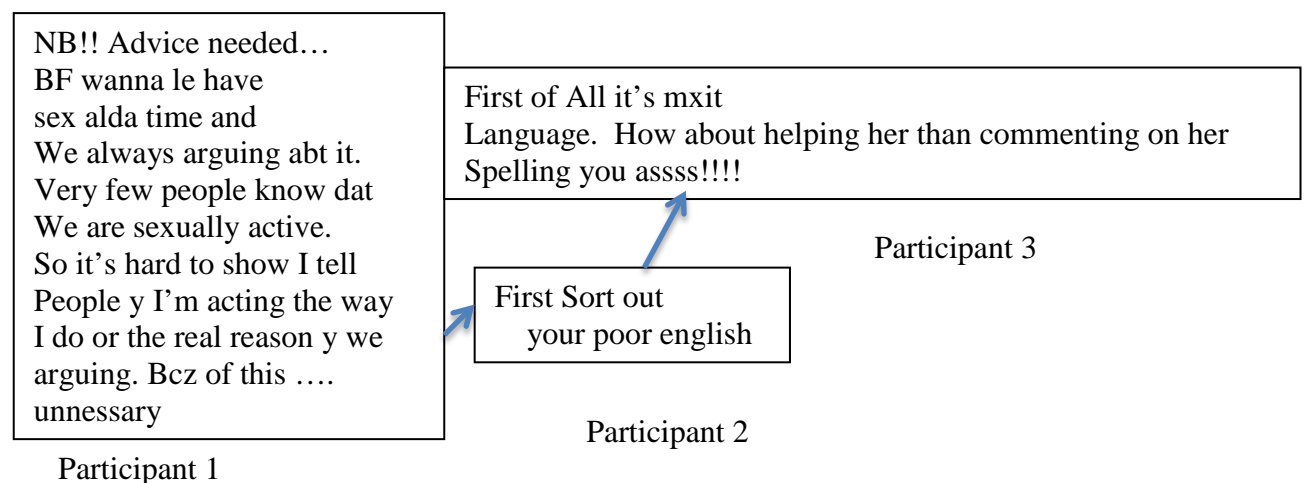 NB!! Advice needed…
BF wanna le have
sex alda time and
We always arguing abt it.
Very few people know dat
We are sexually active.
So it’s hard to show I tell
People y I’m acting the way
I do or the real reason y we
arguing. Bcz of this ….
unnessary
Participant 1
First Sort out
your poor english
Participant 2
First of All it’s mxit
Language. How about helping her than commenting on her
Spelling you assss!!!!
Participant 3